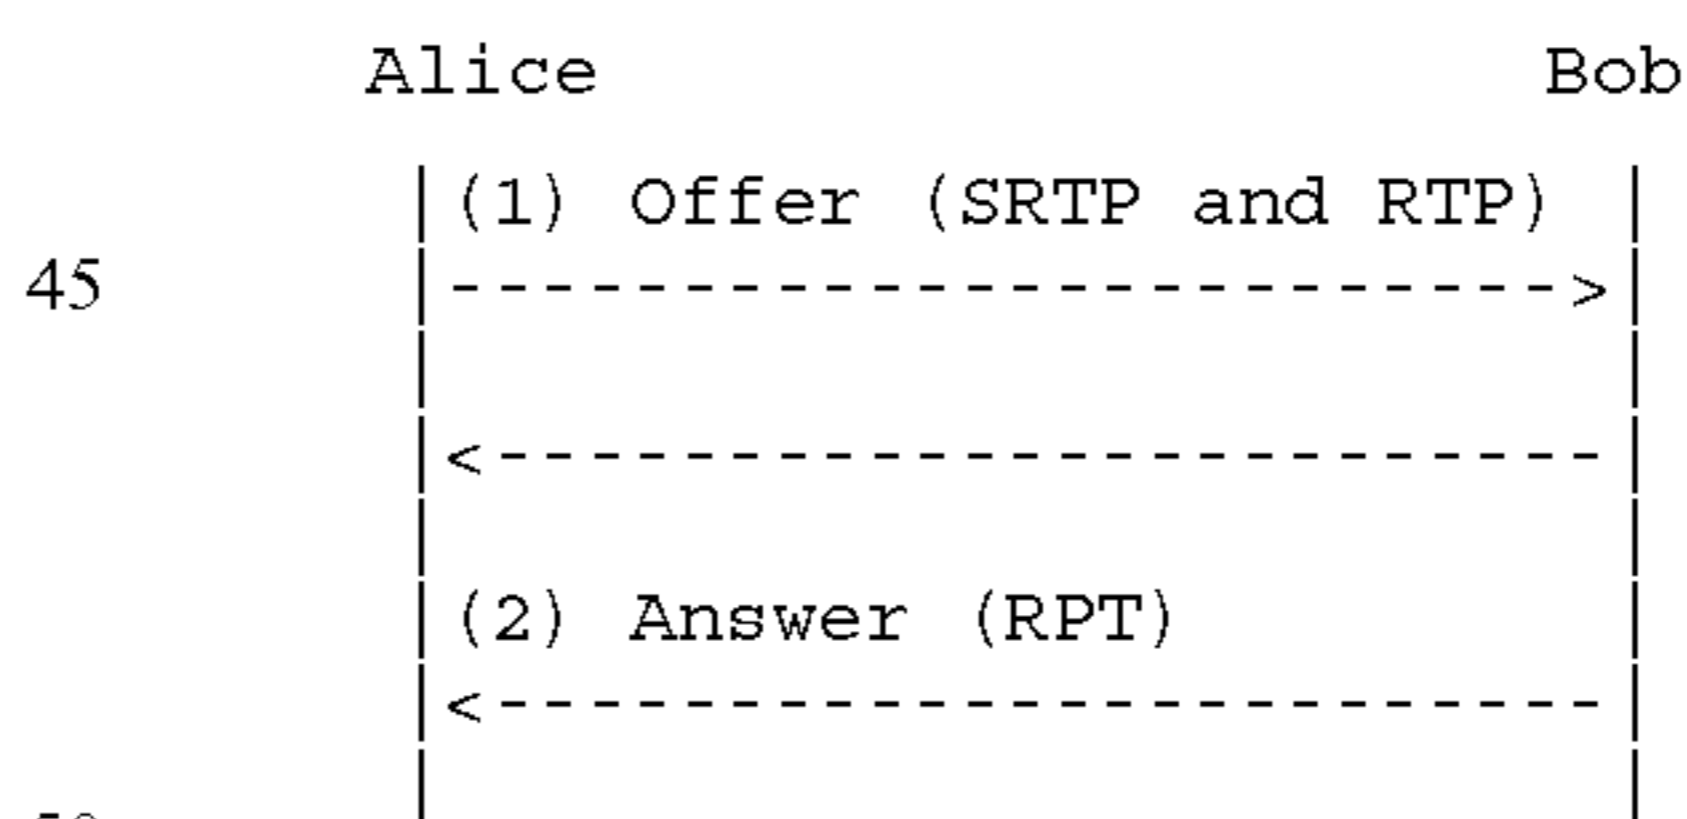 Alice Bob
|(1) Offer (SRTP and RTP) |
45 |------------------------>|
| |
|<------------------------|
| |
|(2) Answer (RPT) |
|<------------------------|
| |